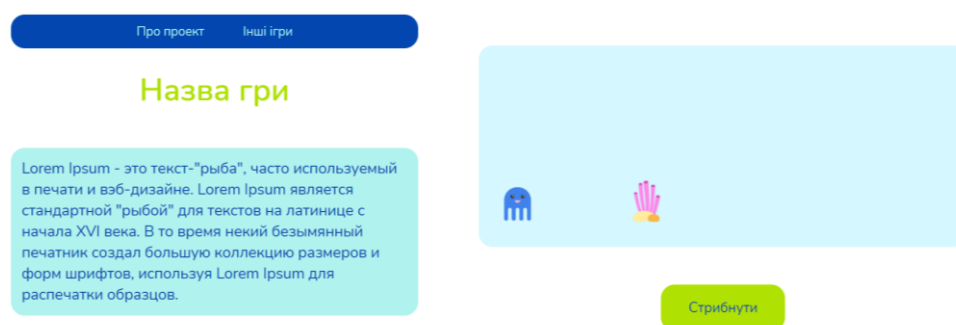 Про проект Інші ігри
Назва гри
Lorem Ipsum - это текст-"рыба", часто используемый
в печати и вэб-дизайне. Lorem Ipsum является
стандартной "рыбой" для текстов на латинице с
начала XVI века. В то время некий безымянный
печатник создал большую коллекцию размеров и
форм шрифтов, используя Lorem Ipsum для
распечатки образцов.
Стрибнути